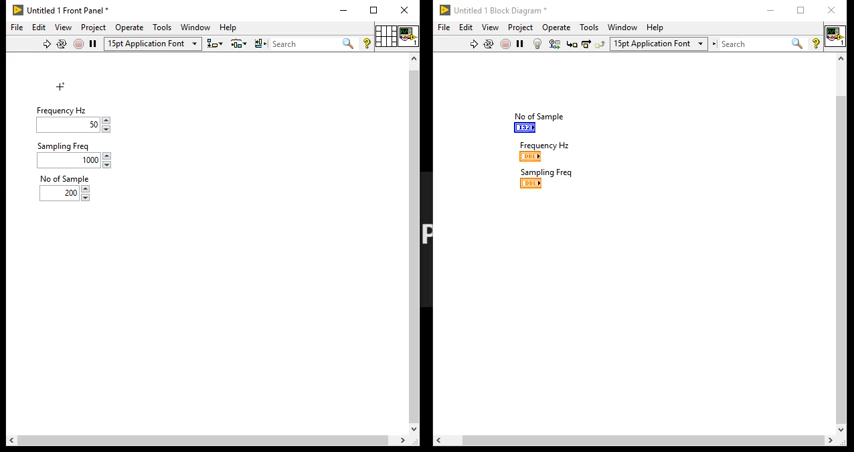 Untitled 1 Front Panel *
File Edit View Project Operate Tools Window Help
15pt Application Font
Search
?
1
Frequency Hz
50
Sampling Freq
1000
No of Sample
200
P
Untitled 1 Block Diagram *
File Edit View Project Operate Tools Window Help
15pt Application Font
Search
?
1
No of Sample
I32
Frequency Hz
DBL
Sampling Freq
DBL